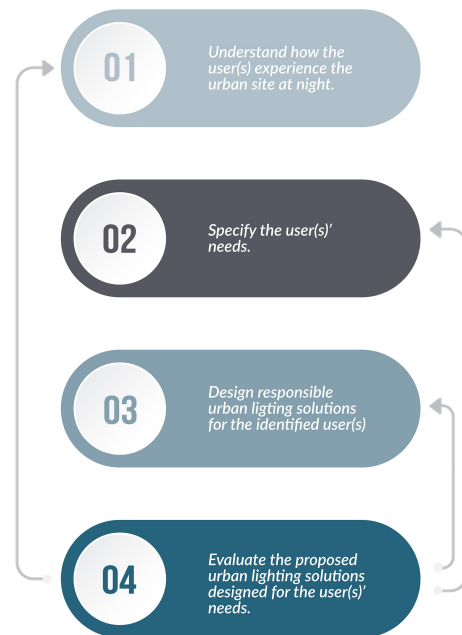 01
Understand how the
user(s) experience the
urban site at night.
02
Specify the user(s)'
needs.
03
Design responsible
urban ligting solutions
for the identified user(s)
04
Evaluate the proposed
urban lighting solutions
designed for the user(s)'
needs.